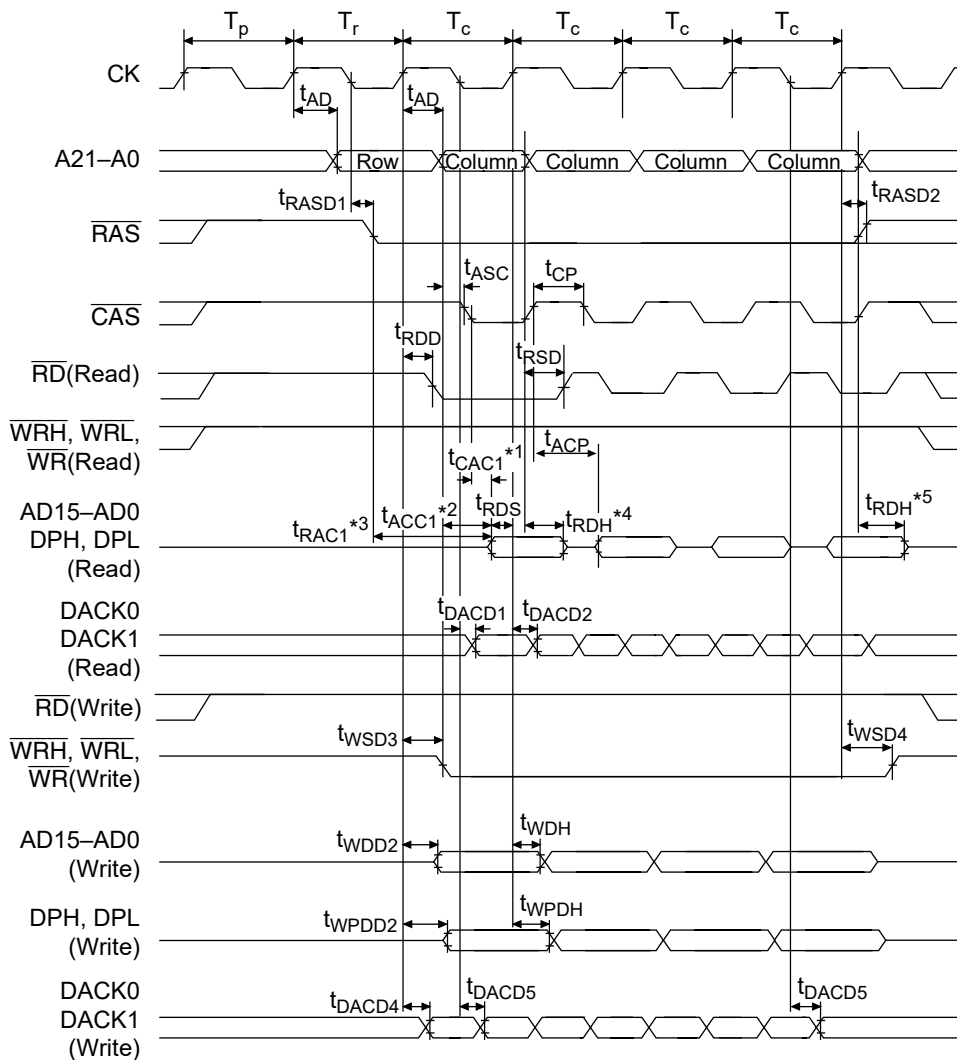 Tp Tr Tc Tc Tc Tc
CK
tAD tAD
A21–A0 Row Column Column Column Column
tRASD1 tRASD2
RAS
tASC tCP
CAS
tRDD tRSD
RD(Read)
WRH, WRL,
WR(Read)
tCAC1*1 tACP
AD15–AD0
DPH, DPL
(Read)
tRAC1*3 tACC1*2 tRDS tRDH*4 tRDH*5
DACK0
DACK1
(Read)
tDACD1 tDACD2
RD(Write)
WRH, WRL,
WR(Write)
tWSD3 tWSD4
AD15–AD0
(Write)
tWDD2 tWDH
DPH, DPL
(Write)
tWPDD2 tWPDH
DACK0
DACK1
(Write)
tDACD4 tDACD5 tDACD5